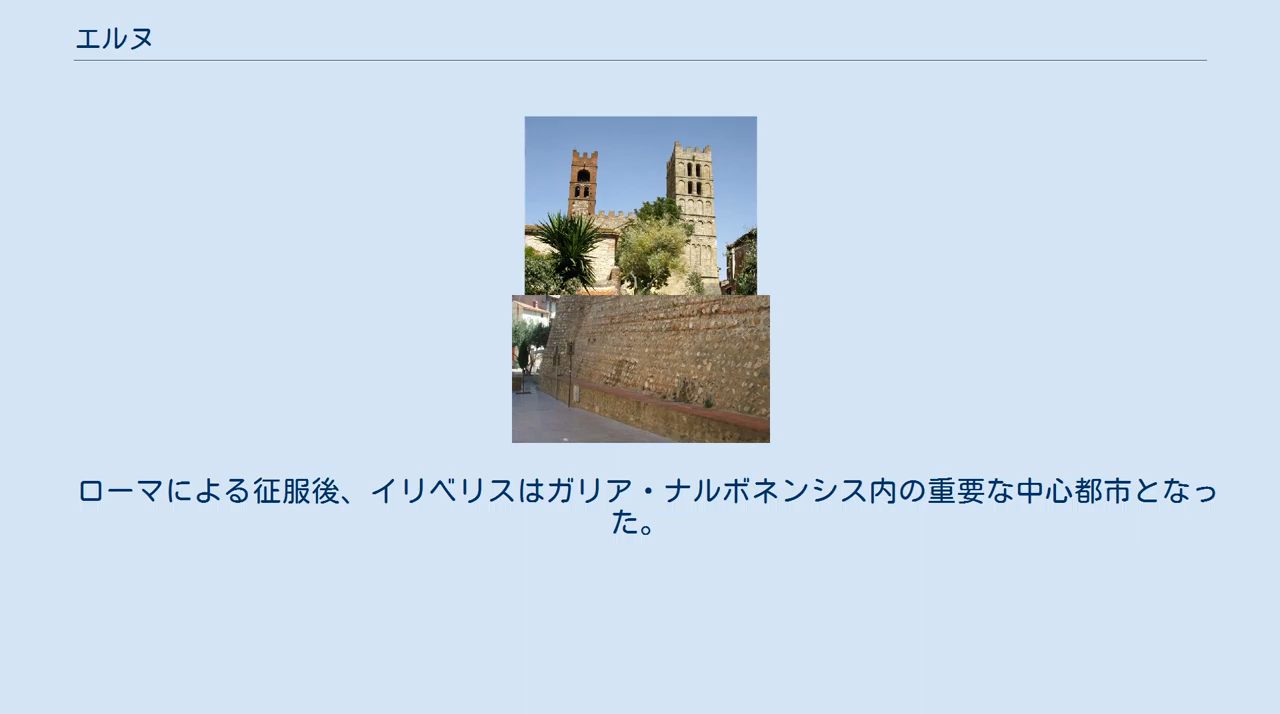 エルヌ
ローマによる征服後、イリベリスはガリア・ナルボネンシス内の重要な中心都市となっ
た。